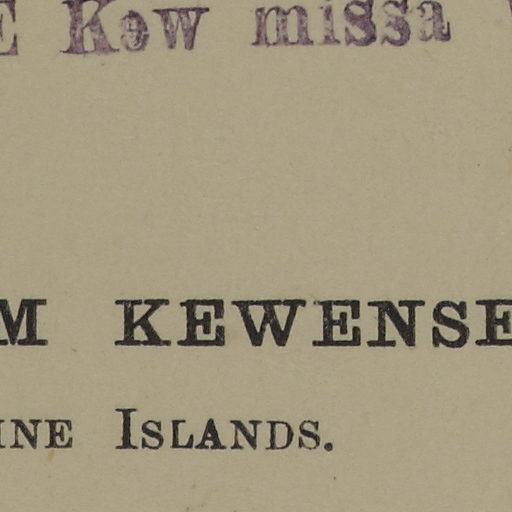 E Kew missa
M KEWENSE
INE ISLANDS.